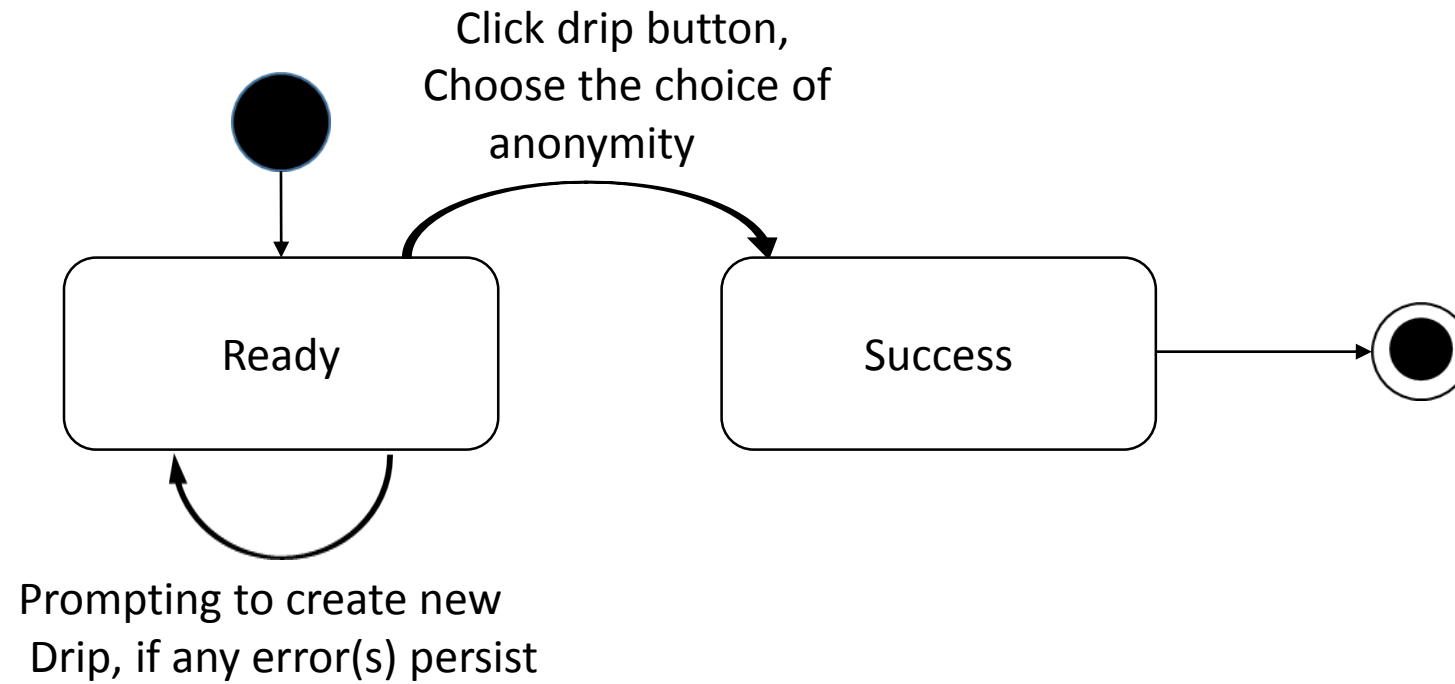 Click drip button,
Choose the choice of
anonymity
Ready
Success
Prompting to create new
Drip, if any error(s) persist